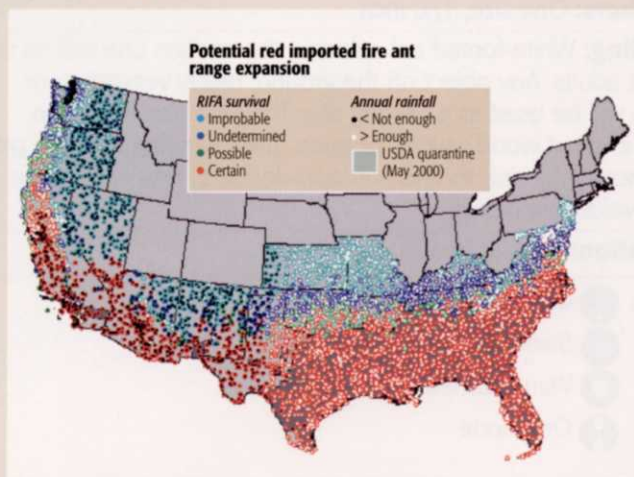 Potential red imported fire ant
range expansion
RIFA survival
Improbable
Undetermined
Possible
Certain
Annual rainfall
< Not enough
> Enough
USDA quarantine
(May 2000)